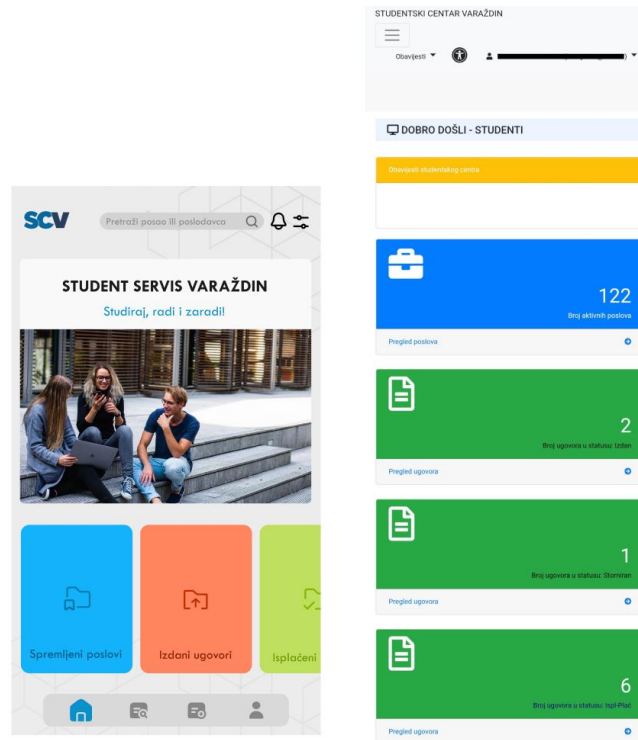 SCV
Pretraži posao ili poslodavca
STUDENT SERVIS VARAŽDIN
Studiraj, radi i zaradi!
Spremljeni poslovi
Izdani ugovori
Isplaćeni
STUDENTSKI CENTAR VARAŽDIN
Obavijesti
DOBRO DOŠLI - STUDENTI
Obavijesti studentskog centra
122
Broj aktivnih poslova
Pregled poslova
2
Broj ugovora u statusu: Izdan
Pregled ugovora
1
Broj ugovora u statusu: Storniran
Pregled ugovora
6
Broj ugovora u statusu: Ispl-Plać
Pregled ugovora